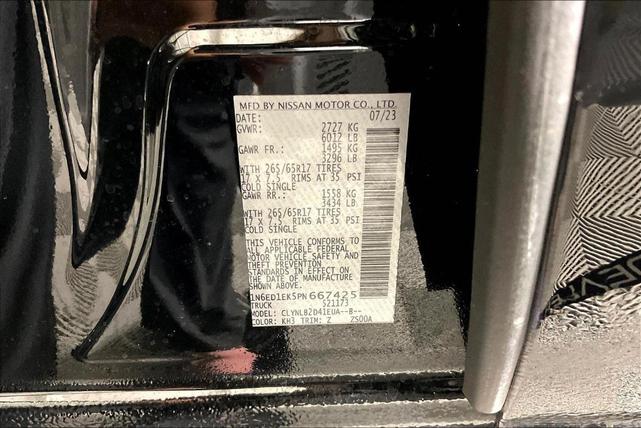 MFD BY NISSAN MOTOR CO., LTD.
DATE: 07/23
GVWR: 2727 KG
6012 LB
GAWR FR.: 1495 KG
3296 LB
WITH 265/65R17 TIRES
17 X 7.5 RIMS AT 35 PSI
COLD SINGLE
GAWR RR.: 1558 KG
3434 LB
WITH 265/65R17 TIRES
17 X 7.5 RIMS AT 35 PSI
COLD SINGLE
THIS VEHICLE CONFORMS TO
ALL APPLICABLE FEDERAL
MOTOR VEHICLE SAFETY AND
THEFT PREVENTION
STANDARDS IN EFFECT ON
THE DATE OF MANUFACTURE
SHOWN ABOVE.
1N6ED1EK5PN667425
TRUCK S21173
MODEL: CLYNLB2D41EUA--B--
COLOR: KH3 TRIM: Z ZS00A